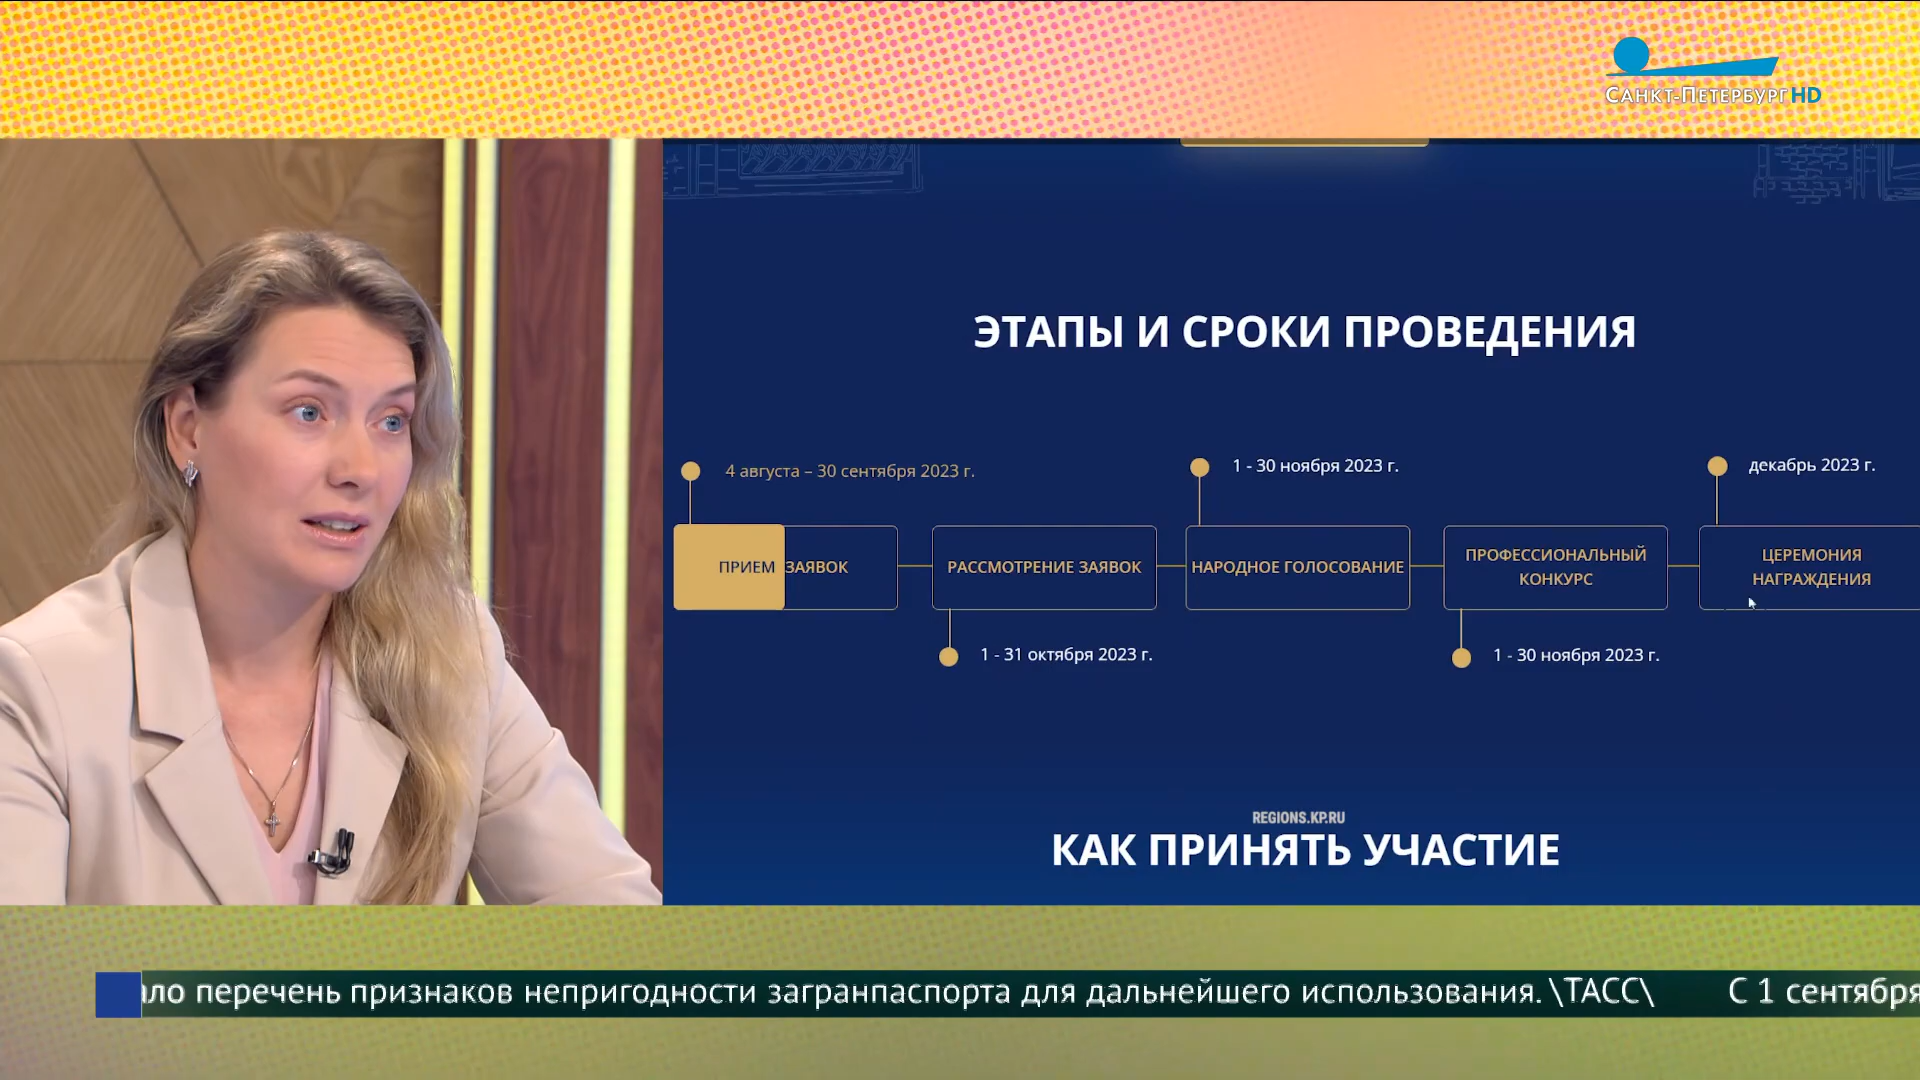 САНКТ-ПЕТЕРБУРГ HD
ЭТАПЫ И СРОКИ ПРОВЕДЕНИЯ
4 августа – 30 сентября 2023 г.
1 - 30 ноября 2023 г.
декабрь 2023 г.
ПРИЕМ ЗАЯВОК
РАССМОТРЕНИЕ ЗАЯВОК
НАРОДНОЕ ГОЛОСОВАНИЕ
ПРОФЕССИОНАЛЬНЫЙ
КОНКУРС
ЦЕРЕМОНИЯ
НАГРАЖДЕНИЯ
1 - 31 октября 2023 г.
1 - 30 ноября 2023 г.
REGIONS.KP.RU
КАК ПРИНЯТЬ УЧАСТИЕ
перечень признаков непригодности загранпаспорта для дальнейшего использования. \ТАСС\ С 1 сентября